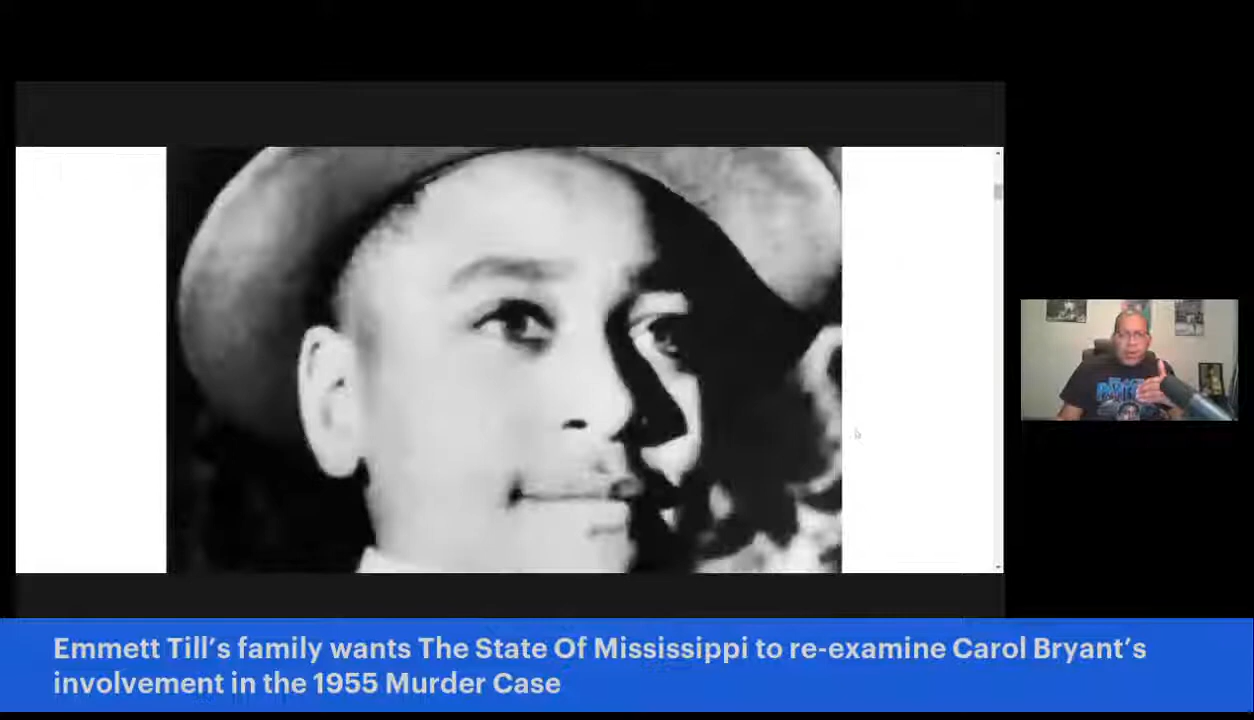 Emmett Till's family wants The State Of Mississippi to re-examine Carol Bryant's
involvement in the 1955 Murder Case